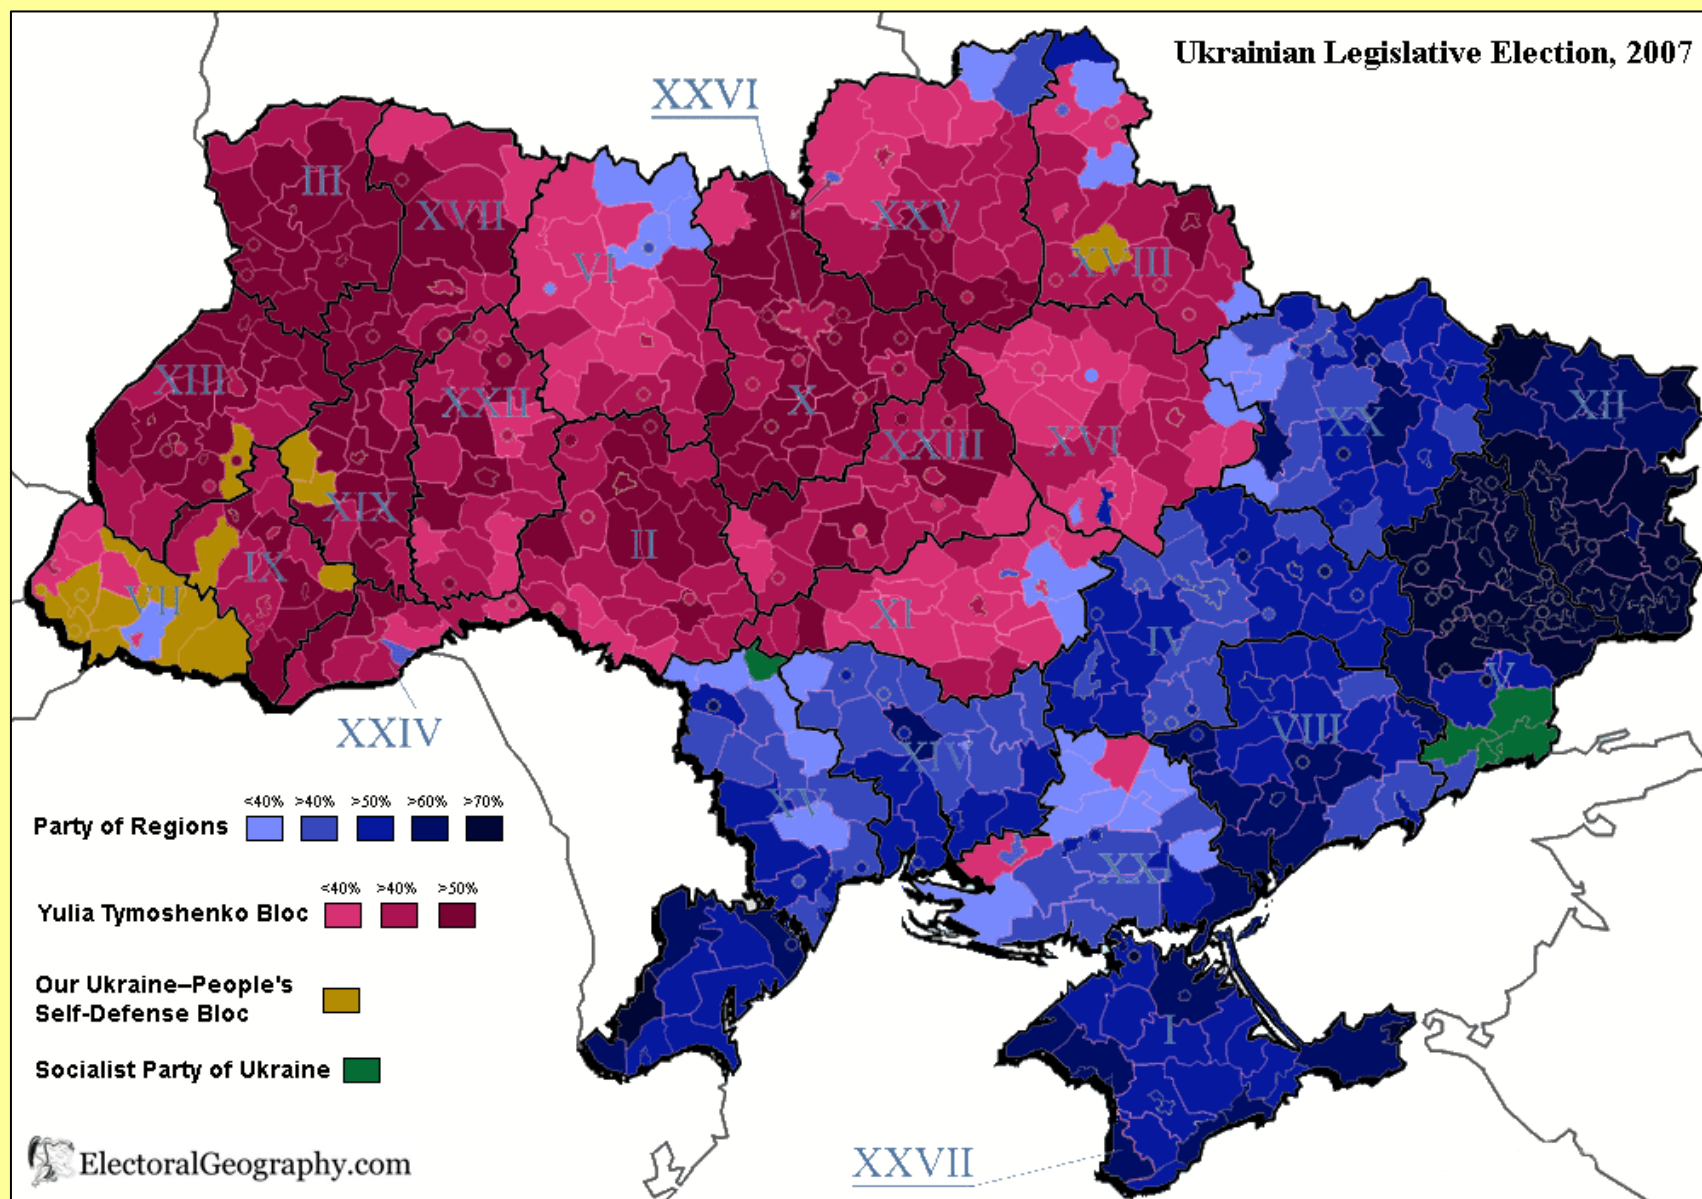 Ukrainian Legislative Election, 2007
XXVI
III
XVII
VI
XXV
XVIII
XIII
XXII
X
XXIII
XVI
XX
XII
XIX
II
IX
VII
XI
IV
V
XXIV
XIV
VIII
XV
XXI
I
XXVII
<40% >40% >50% >60% >70%
Party of Regions
<40% >40% >50%
Yulia Tymoshenko Bloc
Our Ukraine–People's
Self-Defense Bloc
Socialist Party of Ukraine
ElectoralGeography.com